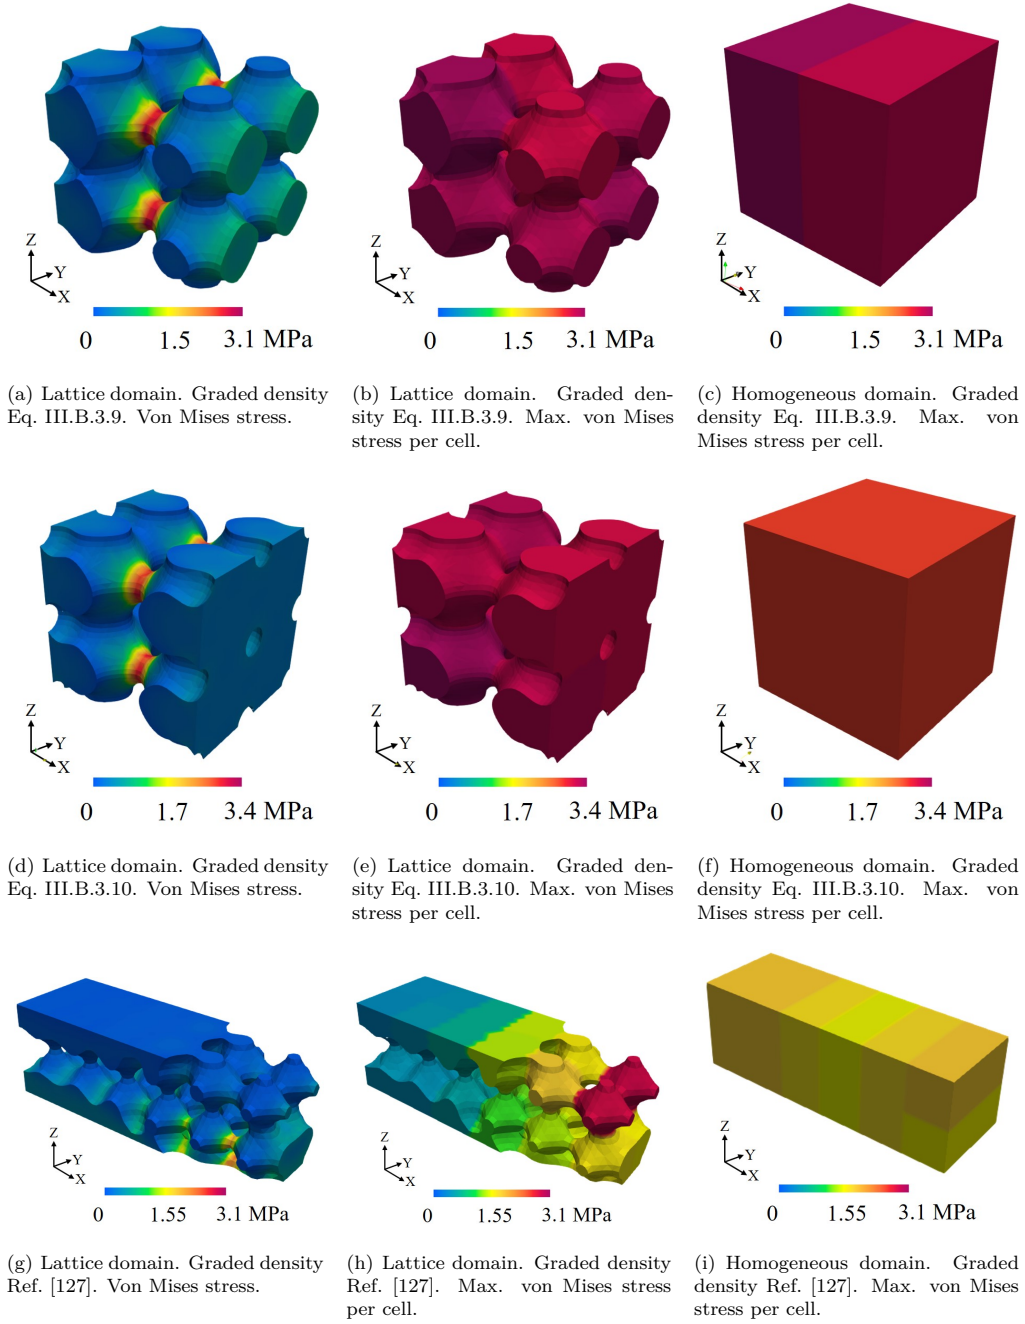 Z
Y
X
0
1.5
3.1 MPa
Z
Y
X
0
1.5
3.1 MPa
Z
Y
X
0
1.5
3.1 MPa
(a) Lattice domain. Graded density
Eq. III.B.3.9. Von Mises stress.
(b) Lattice domain. Graded den-
sity Eq. III.B.3.9. Max. von Mises
stress per cell.
(c) Homogeneous domain. Graded
density Eq. III.B.3.9. Max. von
Mises stress per cell.
Z
Y
X
0
1.7
3.4 MPa
Z
Y
X
0
1.7
3.4 MPa
Z
Y
X
0
1.7
3.4 MPa
(d) Lattice domain. Graded density
Eq. III.B.3.10. Von Mises stress.
(e) Lattice domain. Graded den-
sity Eq. III.B.3.10. Max. von Mises
stress per cell.
(f) Homogeneous domain. Graded
density Eq. III.B.3.10. Max. von
Mises stress per cell.
Z
Y
X
0
1.55
3.1 MPa
Z
Y
X
0
1.55
3.1 MPa
Z
Y
X
0
1.55
3.1 MPa
(g) Lattice domain. Graded density
Ref. [127]. Von Mises stress.
(h) Lattice domain. Graded density
Ref. [127]. Max. von Mises stress
per cell.
(i) Homogeneous domain. Graded
density Ref. [127]. Max. von Mises
stress per cell.